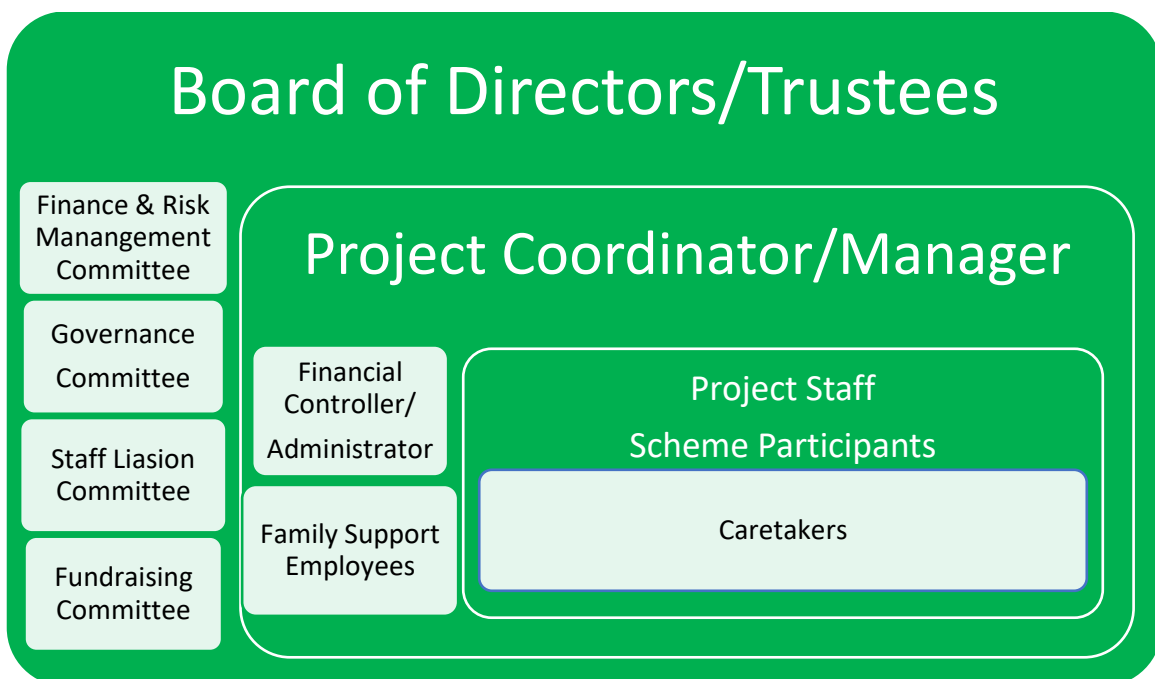 Board of Directors/Trustees
Finance & Risk
Manangement
Committee
Governance
Committee
Staff Liasion
Committee
Fundraising
Committee
Project Coordinator/Manager
Financial
Controller/
Administrator
Family Support
Employees
Project Staff
Scheme Participants
Caretakers